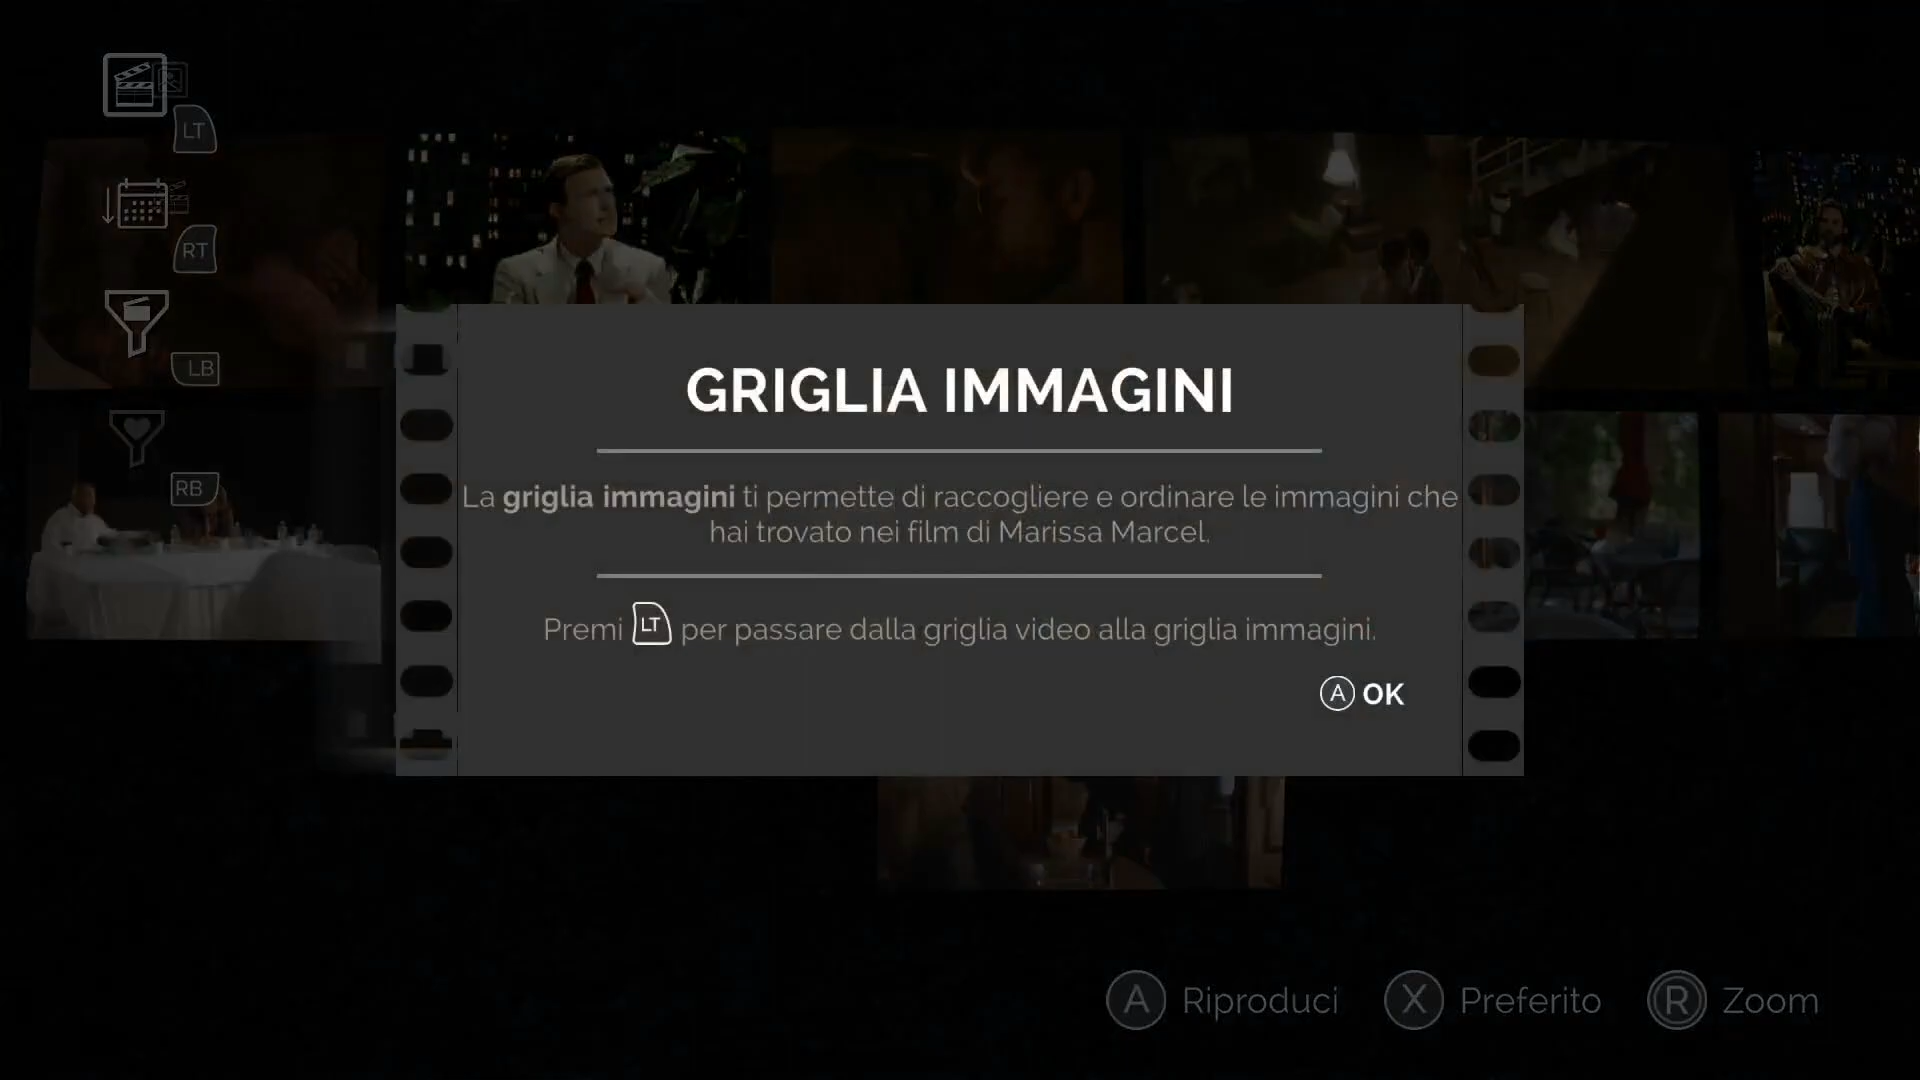 LT
RT
LB
RB
GRIGLIA IMMAGINI
La griglia immagini ti permette di raccogliere e ordinare le immagini che
hai trovato nei film di Marissa Marcel.
Premi LT per passare dalla griglia video alla griglia immagini.
A OK
A Riproduci X Preferito R Zoom